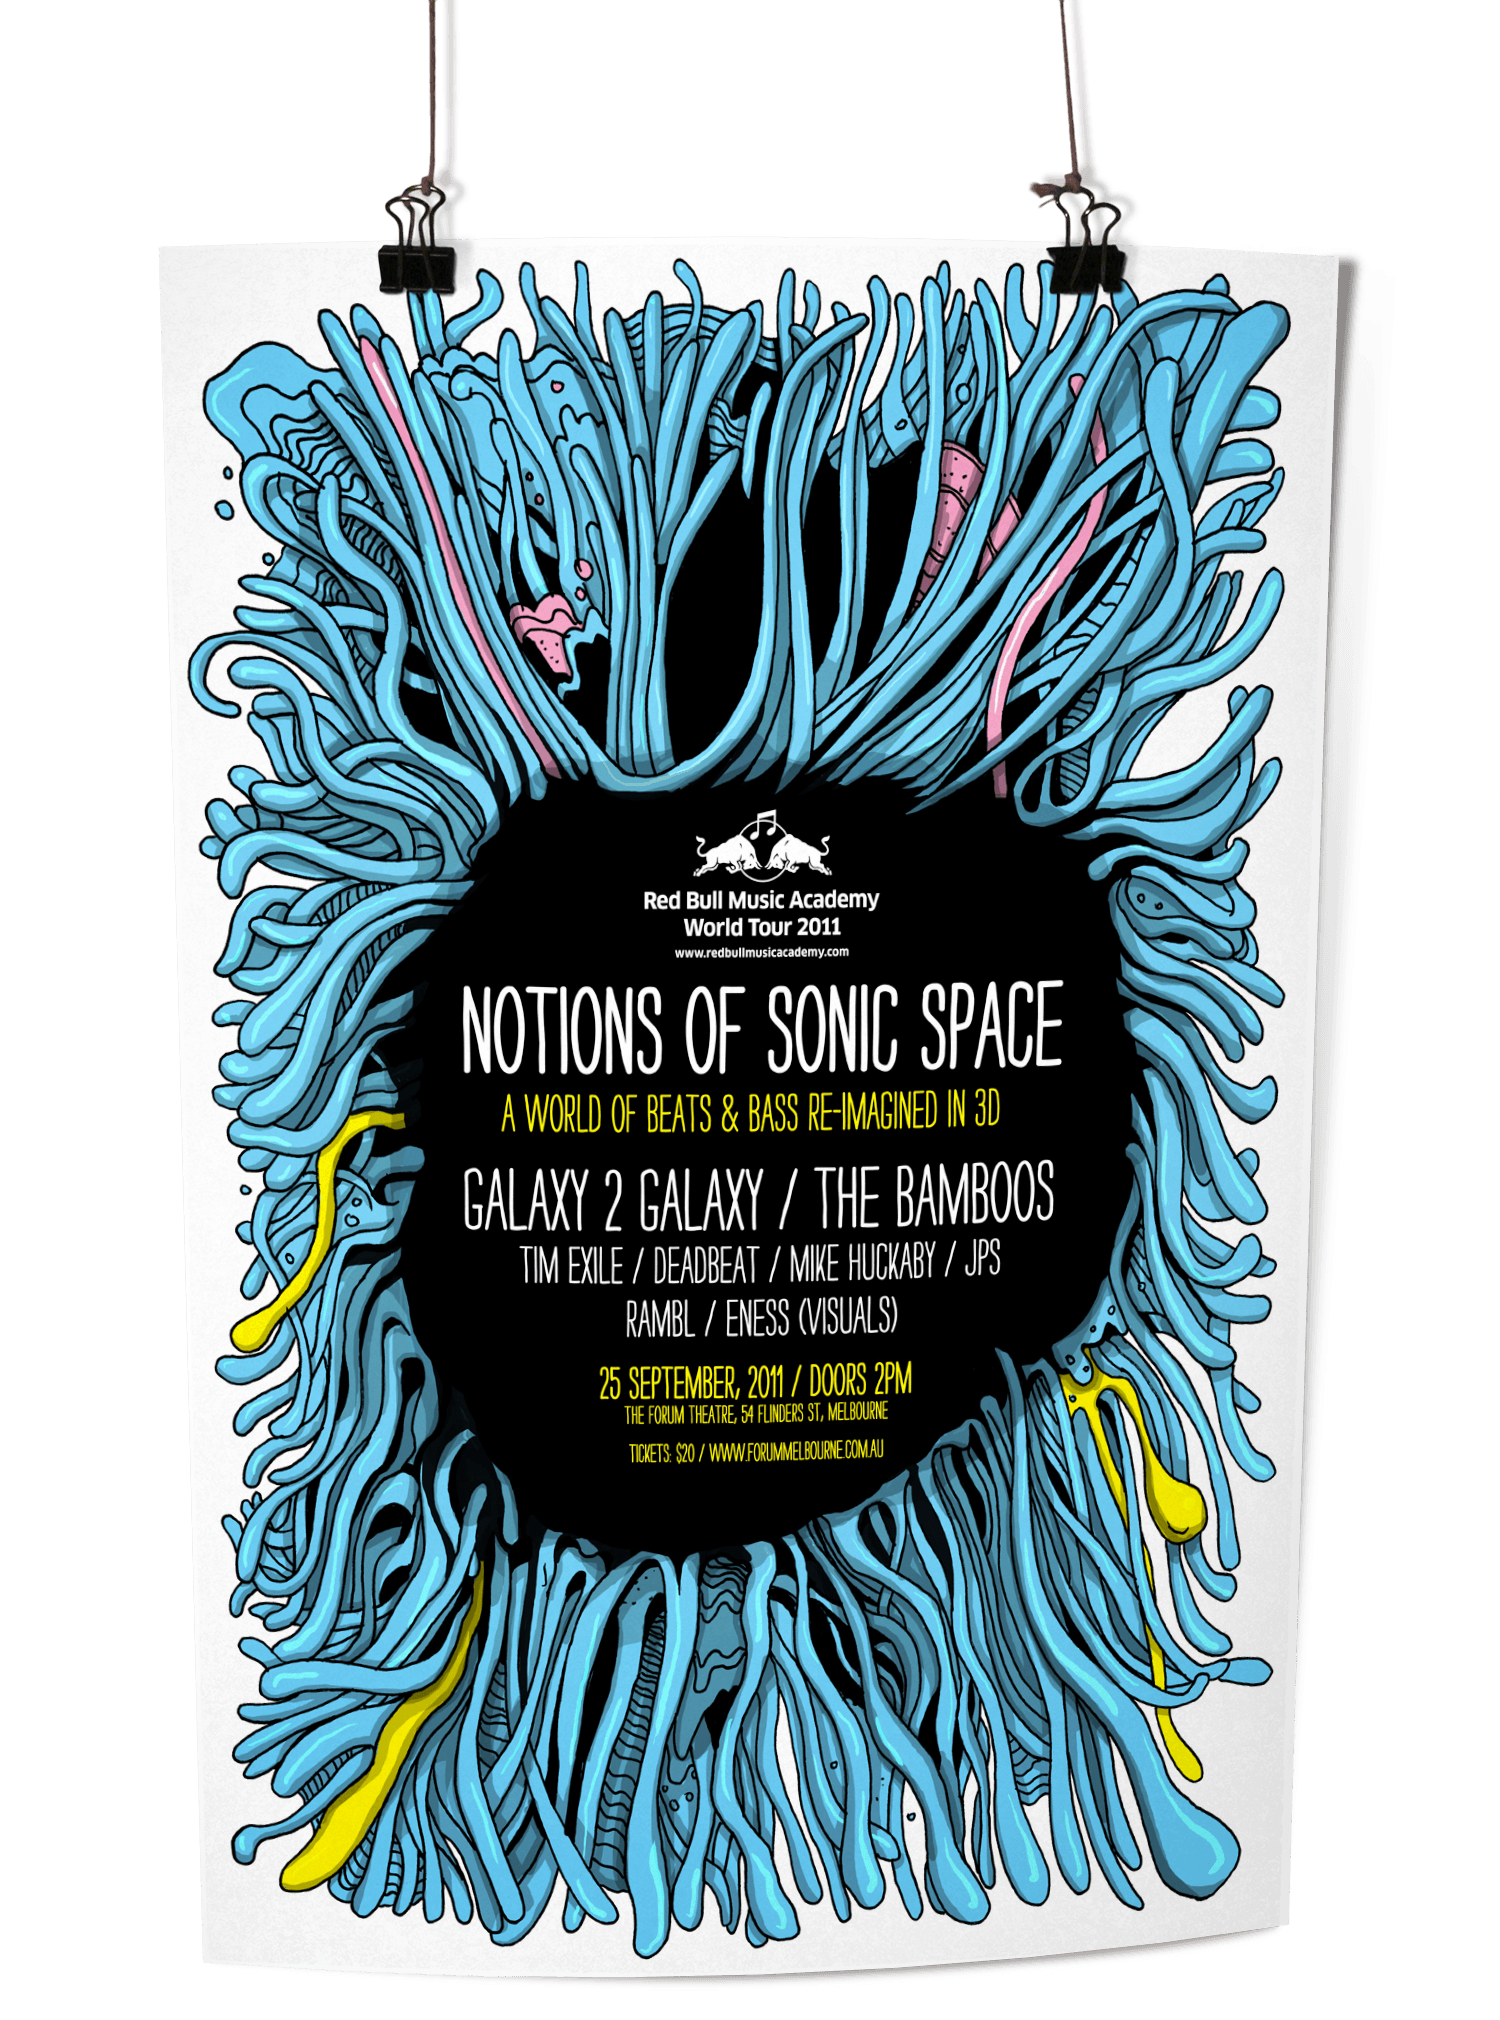 Red Bull Music Academy
World Tour 2011
www.redbullmusicacademy.com
NOTIONS OF SONIC SPACE
A WORLD OF BEATS & BASS RE-IMAGINED IN 3D
GALAXY 2 GALAXY / THE BAMBOOS
TIM EXILE / DEADBEAT / MIKE HUCKABY / JPS
RAMBL / ENESS (VISUALS)
25 SEPTEMBER, 2011 / DOORS 2PM
THE FORUM THEATRE, 54 FLINDERS ST, MELBOURNE
TICKETS: $20 / WWW.FORUMMELBOURNE.COM.AU